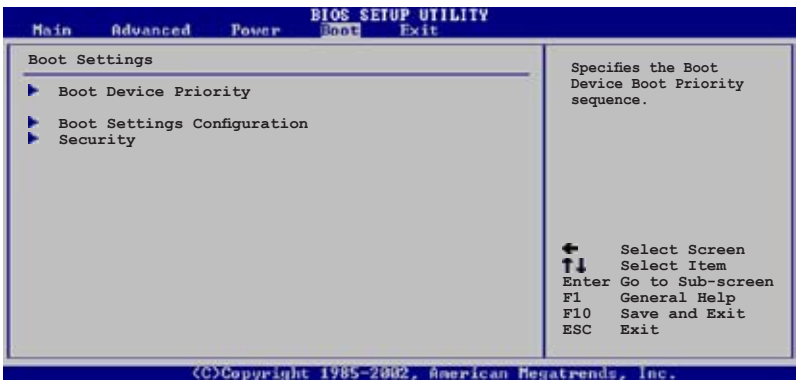 BIOS SETUP UTILITY
Main Advanced Power Boot Exit
Boot Settings
Boot Device Priority
Boot Settings Configuration
Security
Specifies the Boot
Device Boot Priority
sequence.
← Select Screen
↑↓ Select Item
Enter Go to Sub-screen
F1 General Help
F10 Save and Exit
ESC Exit
(C)Copyright 1985-2002, American Megatrends, Inc.